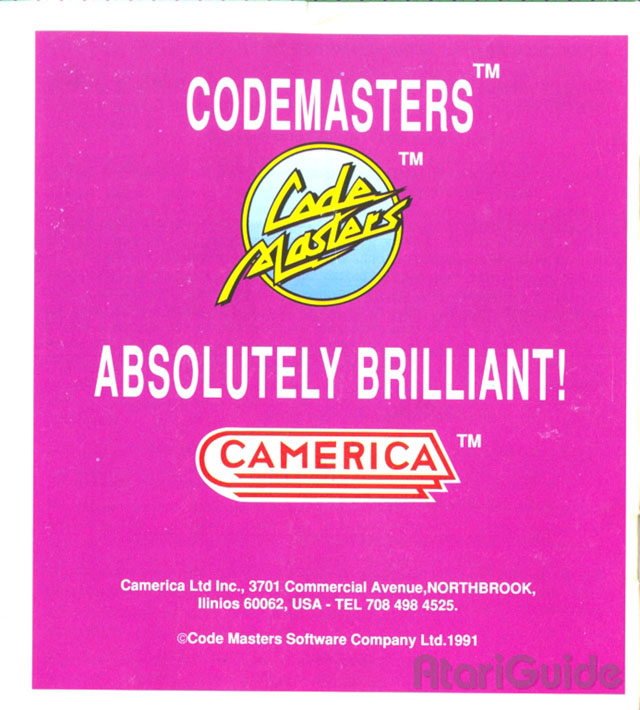 CODEMASTERS™
Code ™
Masters
ABSOLUTELY BRILLIANT!
CAMERICA ™
Camerica Ltd Inc., 3701 Commercial Avenue,NORTHBROOK,
Ilinios 60062, USA - TEL 708 498 4525.
©Code Masters Software Company Ltd.1991
AtariGuide